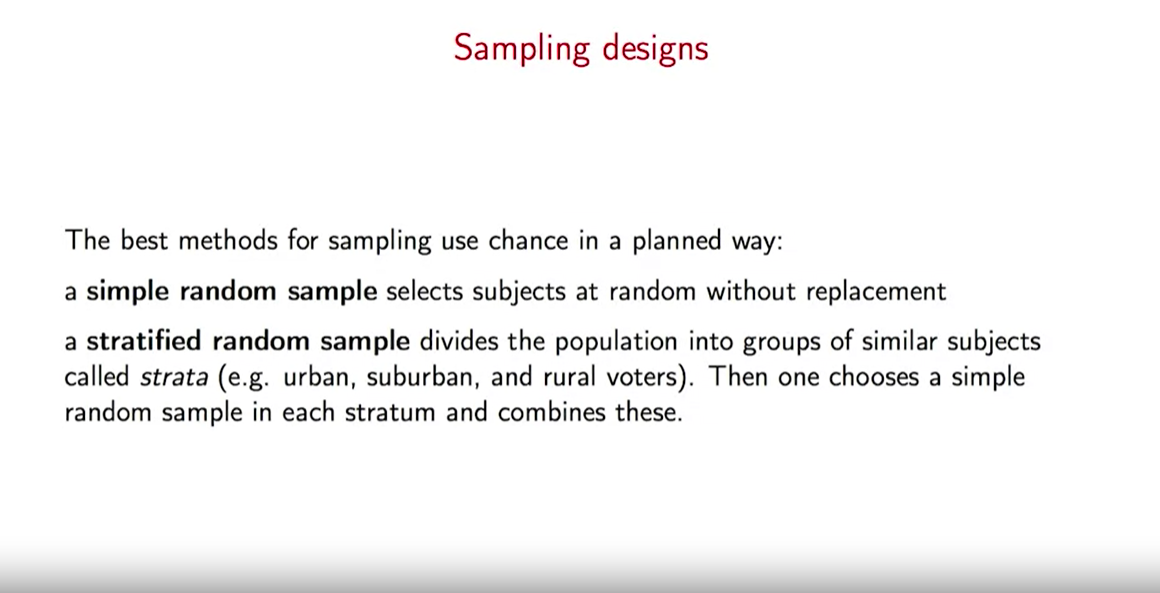 Sampling designs
The best methods for sampling use chance in a planned way:
a simple random sample selects subjects at random without replacement
a stratified random sample divides the population into groups of similar subjects
called strata (e.g. urban, suburban, and rural voters). Then one chooses a simple
random sample in each stratum and combines these.